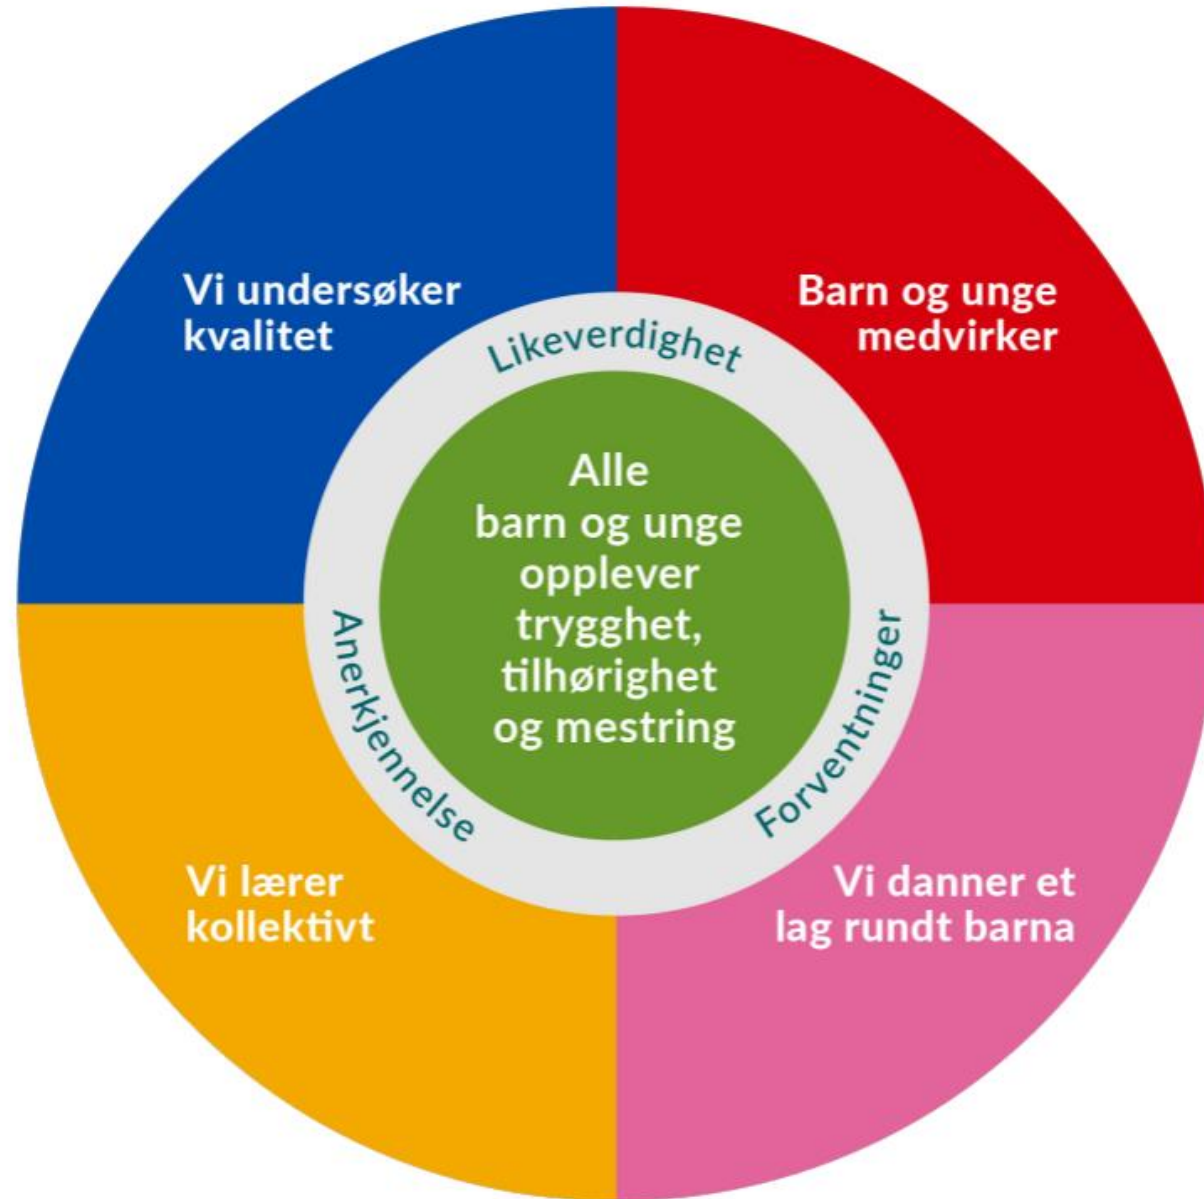 Vi undersøker
kvalitet
Barn og unge
medvirker
Likeverdighet
Alle
barn og unge
opplever
trygghet,
tilhørighet
og mestring
Anerkjennelse
Forventninger
Vi lærer
kollektivt
Vi danner et
lag rundt barna